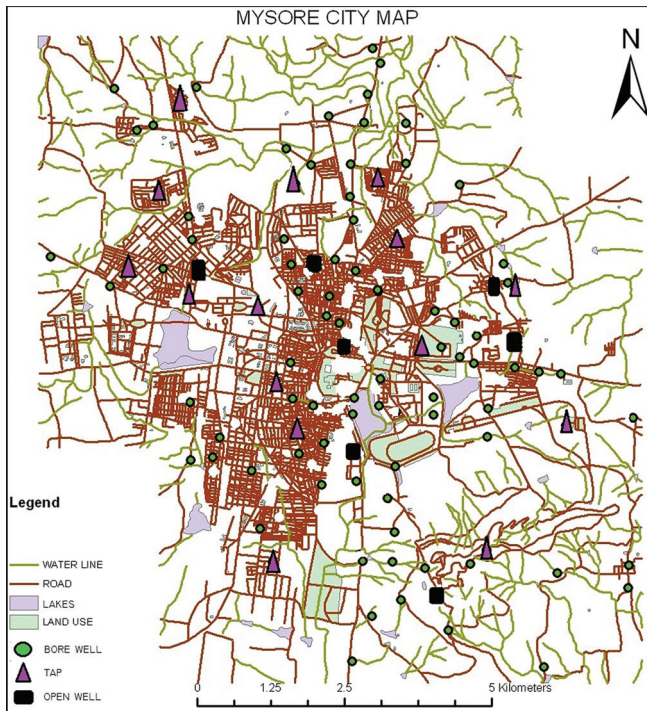 MYSORE CITY MAP
N
Legend
WATER LINE
ROAD
LAKES
LAND USE
BORE WELL
TAP
OPEN WELL
0 1.25 2.5 5 Kilometers